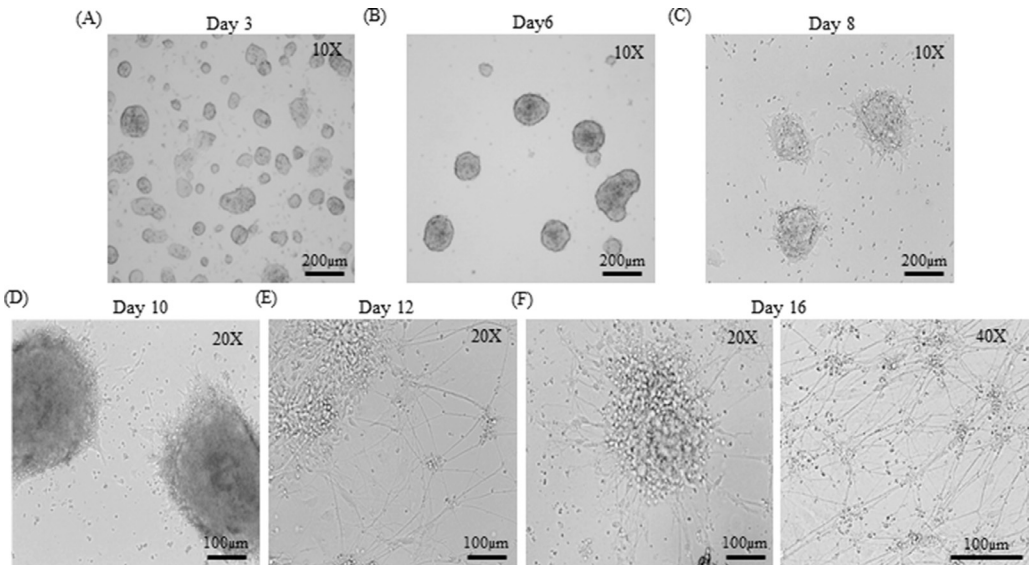 (A) Day 3
10X
200µm
(B) Day6
10X
200µm
(C) Day 8
10X
200µm
(D) Day 10
20X
100µm
(E) Day 12
20X
100µm
(F) Day 16
20X
100µm
40X
100µm